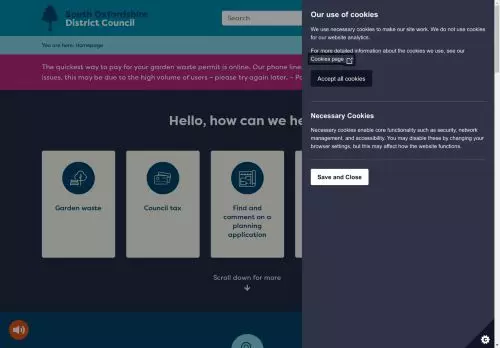 South Oxfordshire
District Council
Search
You are here: Homepage
The quickest way to pay for your garden waste permit is online. Our phone line
issues, this may be due to the high volume of users – please try again later. – Po
Hello, how can we he
Garden waste
Council tax
Find and
comment on a
planning
application
Scroll down for more
Our use of cookies
We use necessary cookies to make our site work. We do not use cookies
for our website analytics.
For more detailed information about the cookies we use, see our
Cookies page
Accept all cookies
Necessary Cookies
Necessary cookies enable core functionality such as security, network
management, and accessibility. You may disable these by changing your
browser settings, but this may affect how the website functions.
Save and Close